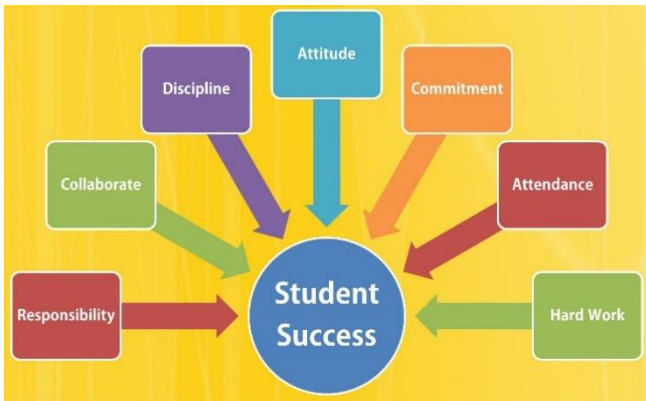 Attitude
Discipline
Commitment
Collaborate
Attendance
Responsibility
Student
Success
Hard Work